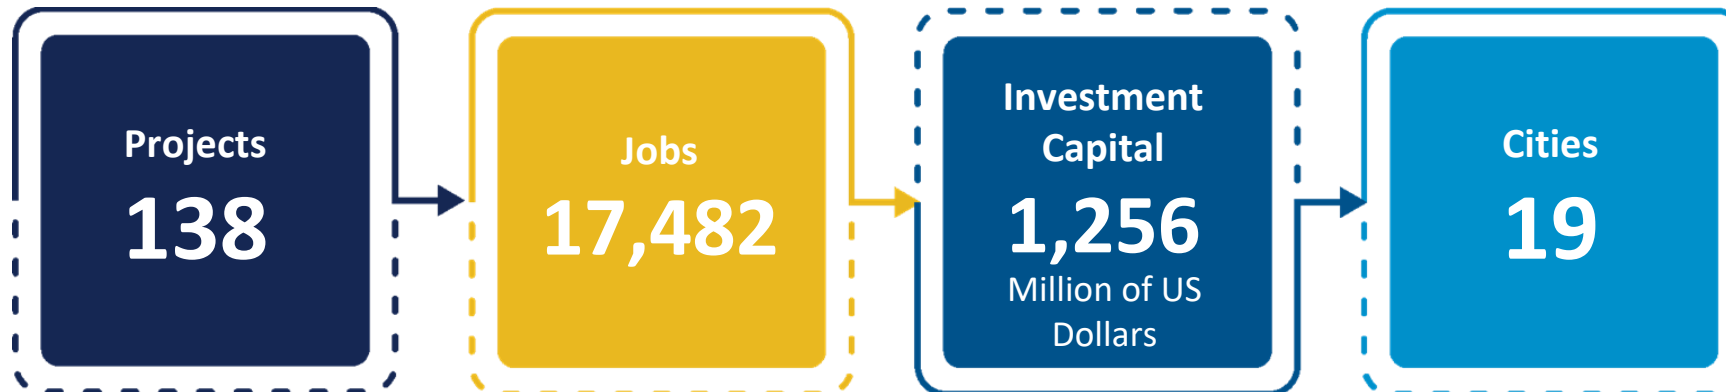 Projects
138
Jobs
17,482
Investment
Capital
1,256
Million of US
Dollars
Cities
19